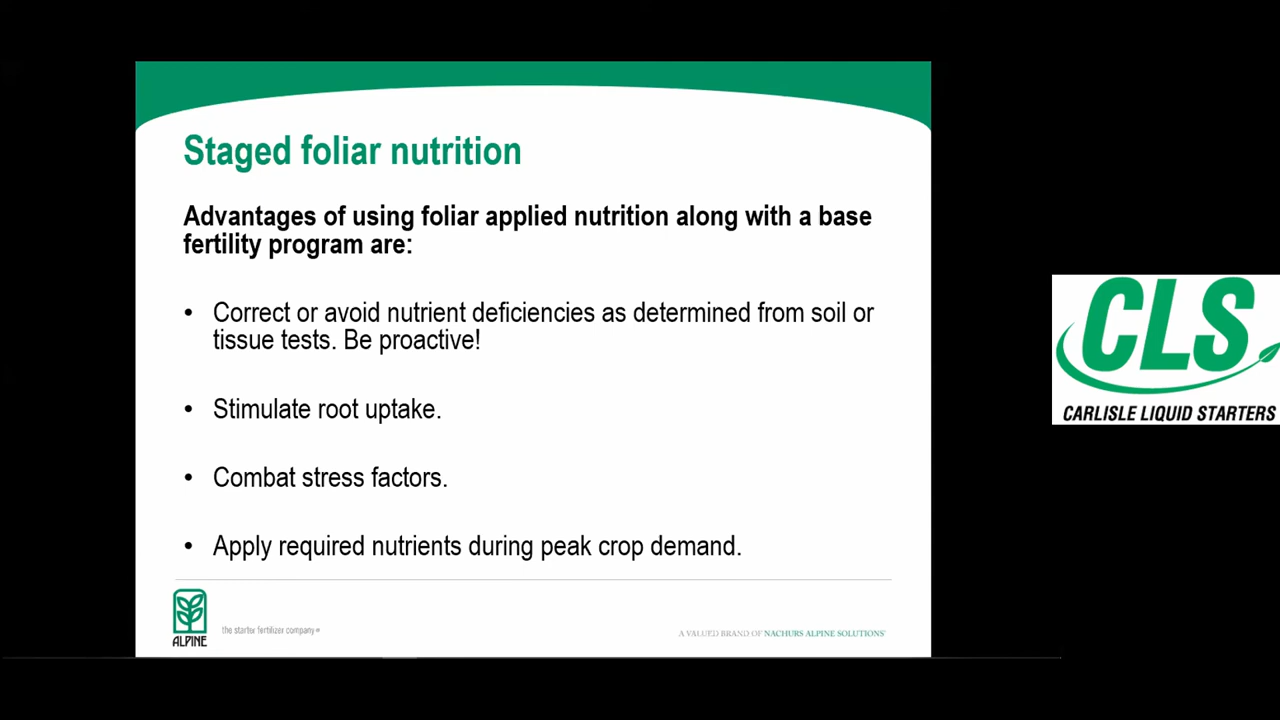 Staged foliar nutrition
Advantages of using foliar applied nutrition along with a base
fertility program are:
• Correct or avoid nutrient deficiencies as determined from soil or
tissue tests. Be proactive!
• Stimulate root uptake.
• Combat stress factors.
• Apply required nutrients during peak crop demand.
ALPINE
the starter fertilizer company
A VALUED BRAND OF NACHURS ALPINE SOLUTIONS
CLS
CARLISLE LIQUID STARTERS